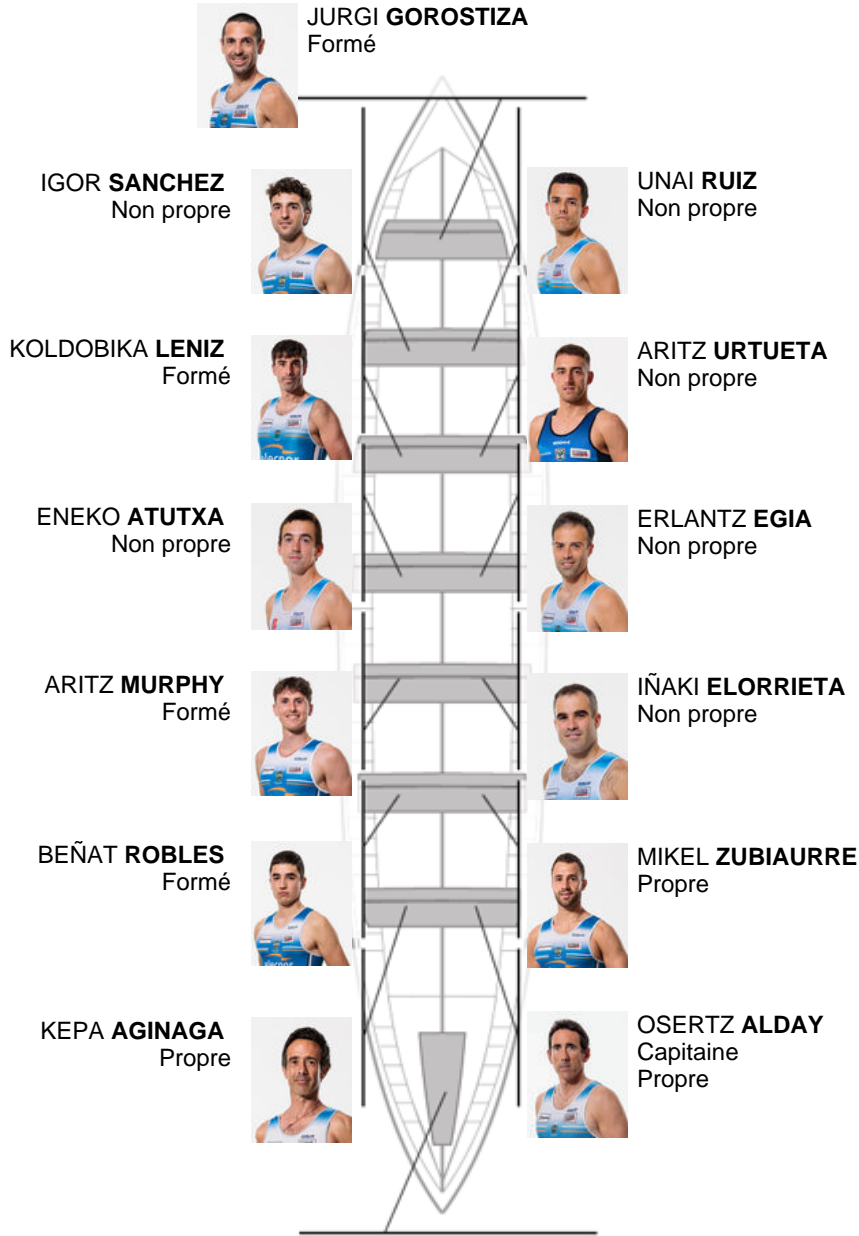 JURGI GOROSTIZA
Formé
IGOR SANCHEZ
Non propre
UNAI RUIZ
Non propre
KOLDOBIKA LENIZ
Formé
ARITZ URTUETA
Non propre
ENEKO ATUTXA
Non propre
ERLANTZ EGIA
Non propre
ARITZ MURPHY
Formé
IÑAKI ELORRIETA
Non propre
BEÑAT ROBLES
Formé
MIKEL ZUBIAURRE
Propre
KEPA AGINAGA
Propre
OSERTZ ALDAY
Capitaine
Propre